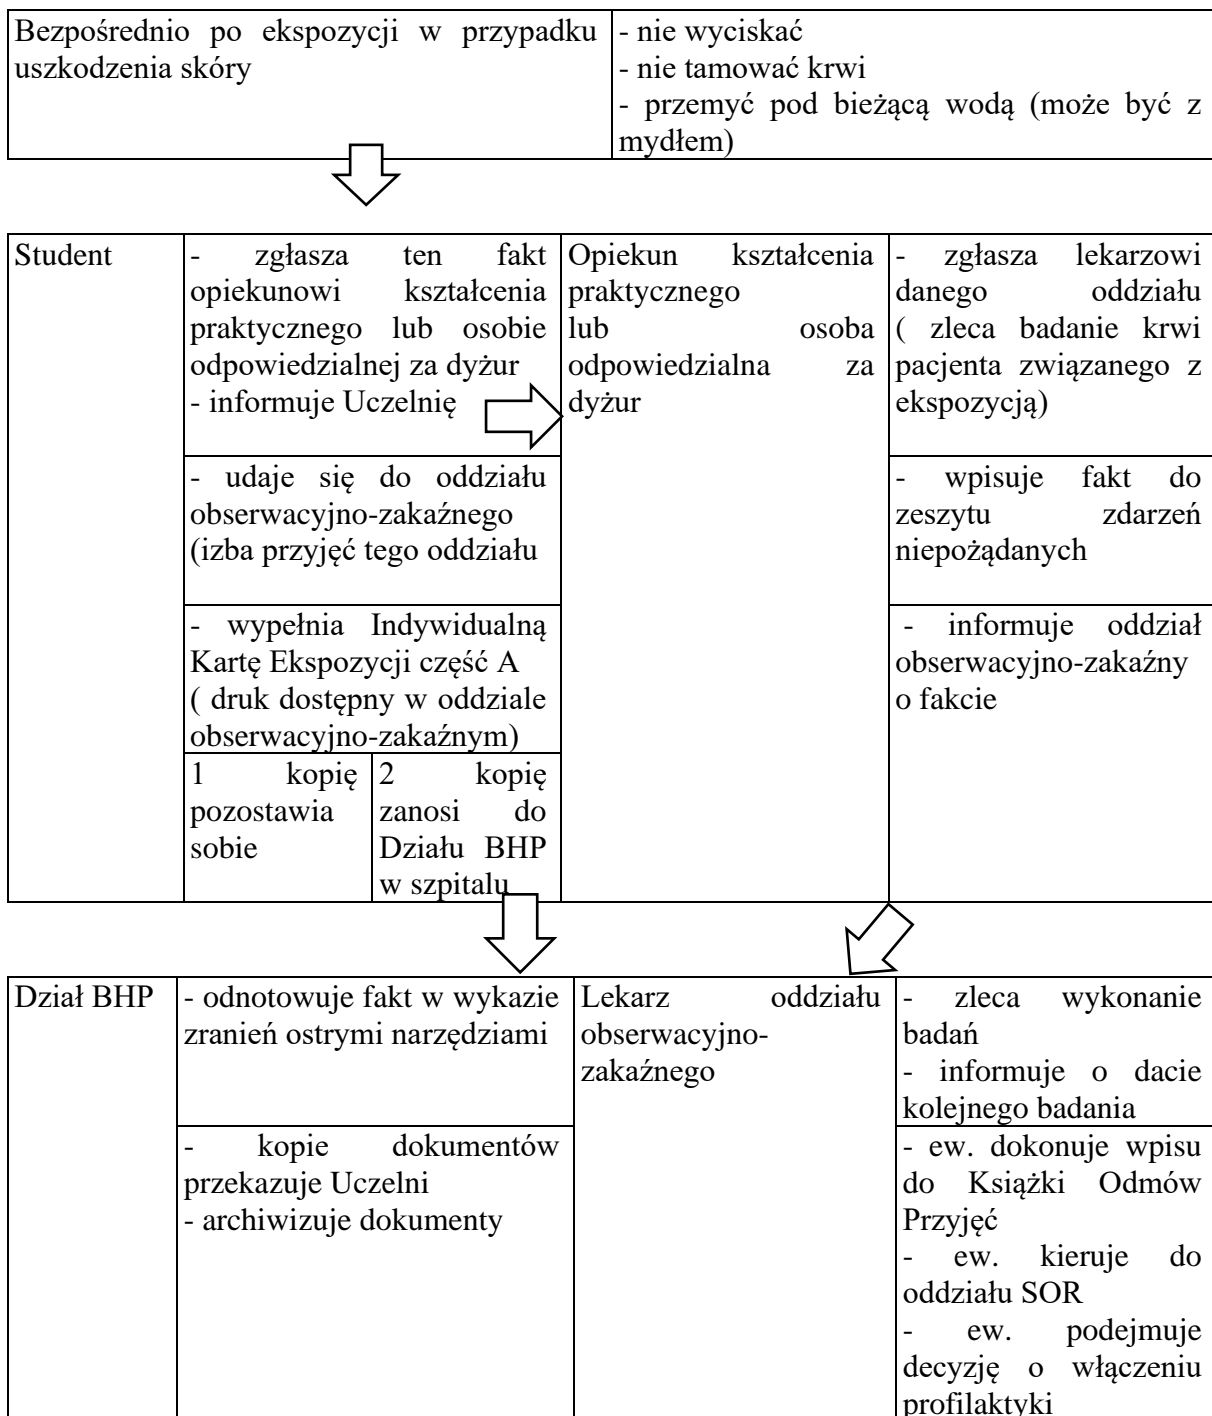 Bezpośrednio po ekspozycji w przypadku
uszkodzenia skóry
- nie wyciskać
- nie tamować krwi
- przemyć pod bieżącą wodą (może być z
mydłem)
Student
- zgłasza ten fakt
opiekunowi kształcenia
praktycznego lub osobie
odpowiedzialnej za dyżur
- informuje Uczelnię
- udaje się do oddziału
obserwacyjno-zakaźnego
(izba przyjęć tego oddziału
- wypełnia Indywidualną
Kartę Ekspozycji część A
( druk dostępny w oddziale
obserwacyjno-zakaźnym)
1 kopię
pozostawia
sobie
2 kopię
zanosi do
Działu BHP
w szpitalu
Opiekun kształcenia
praktycznego
lub osoba
odpowiedzialna za
dyżur
- zgłasza lekarzowi
danego oddziału
( zleca badanie krwi
pacjenta związanego z
ekspozycją)
- wpisuje fakt do
zeszytu zdarzeń
niepożądanych
- informuje oddział
obserwacyjno-zakaźny
o fakcie
Dział BHP
- odnotowuje fakt w wykazie
zranień ostrymi narzędziami
- kopie dokumentów
przekazuje Uczelni
- archiwizuje dokumenty
Lekarz oddziału
obserwacyjno-
zakaźnego
- zleca wykonanie
badań
- informuje o dacie
kolejnego badania
- ew. dokonuje wpisu
do Książki Odmów
Przyjęć
- ew. kieruje do
oddziału SOR
- ew. podejmuje
decyzję o włączeniu
profilaktyki